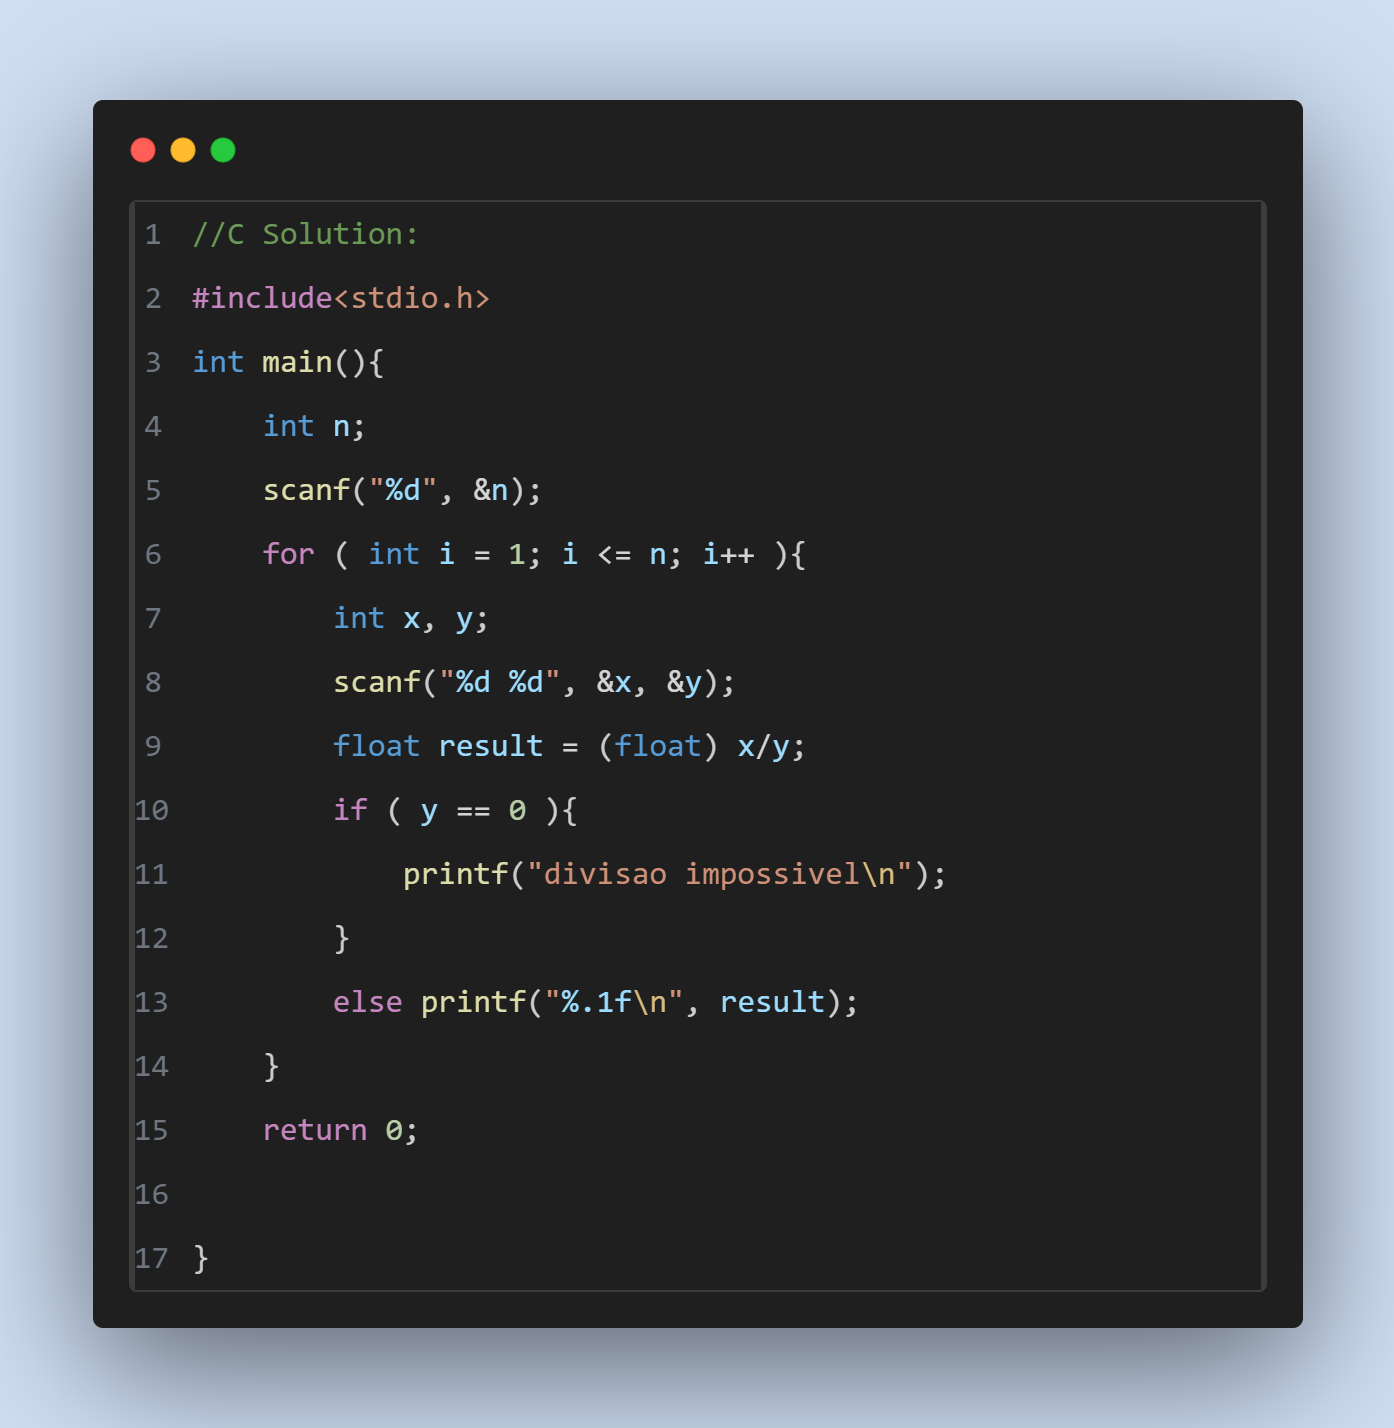 1 //C Solution:
2 #include<stdio.h>
3 int main(){
4     int n;
5     scanf("%d", &n);
6     for ( int i = 1; i <= n; i++ ){
7         int x, y;
8         scanf("%d %d", &x, &y);
9         float result = (float) x/y;
10         if ( y == 0 ){
11             printf("divisao impossivel\n");
12         }
13         else printf("%.1f\n", result);
14     }
15     return 0;
16
17 }